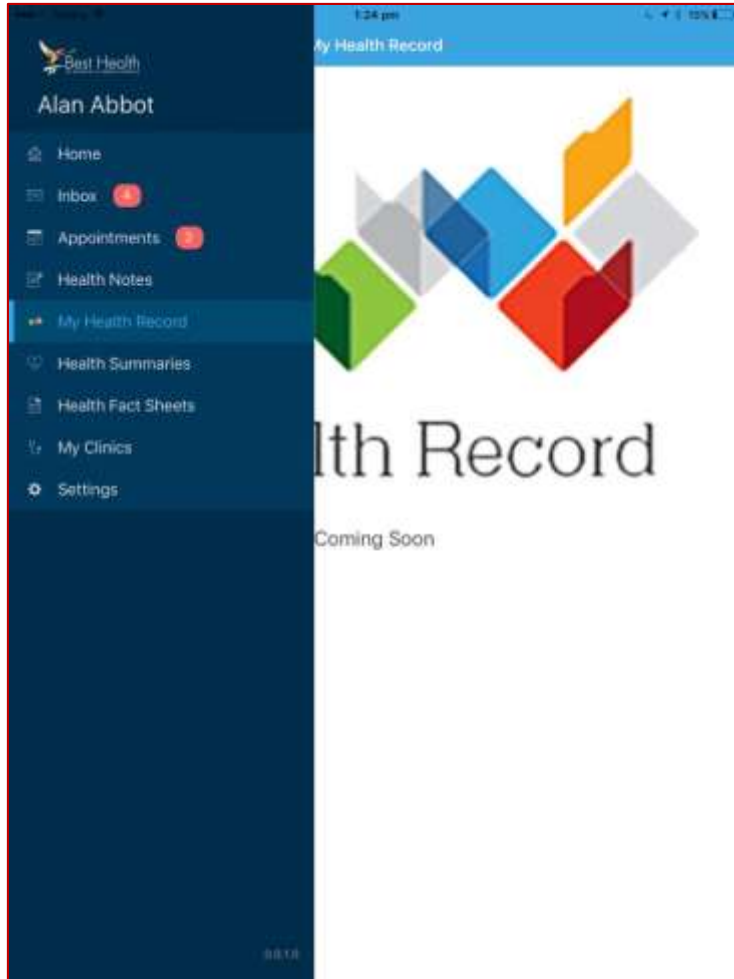 1:24 pm
My Health Record
Best Health
Alan Abbot
Home
Inbox 4
Appointments
Health Notes
My Health Record
Health Summaries
Health Fact Sheets
My Clinics
Settings
lth Record
Coming Soon